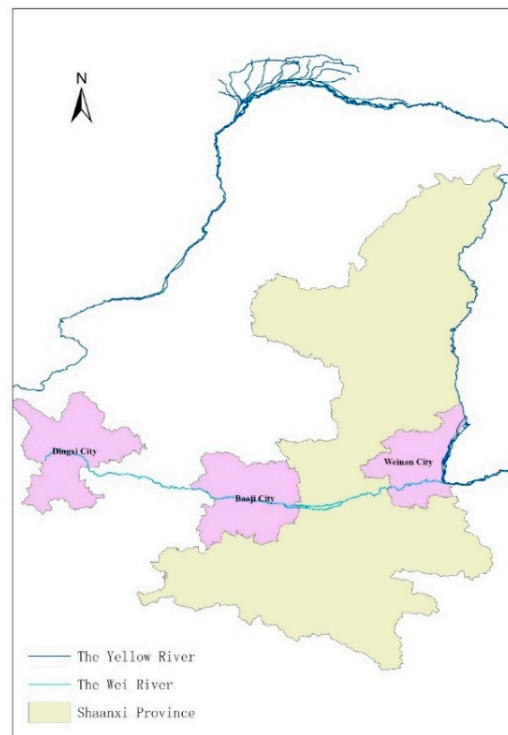 N
Dingxi City
Weinan City
Baoji City
The Yellow River
The Wei River
Shaanxi Province